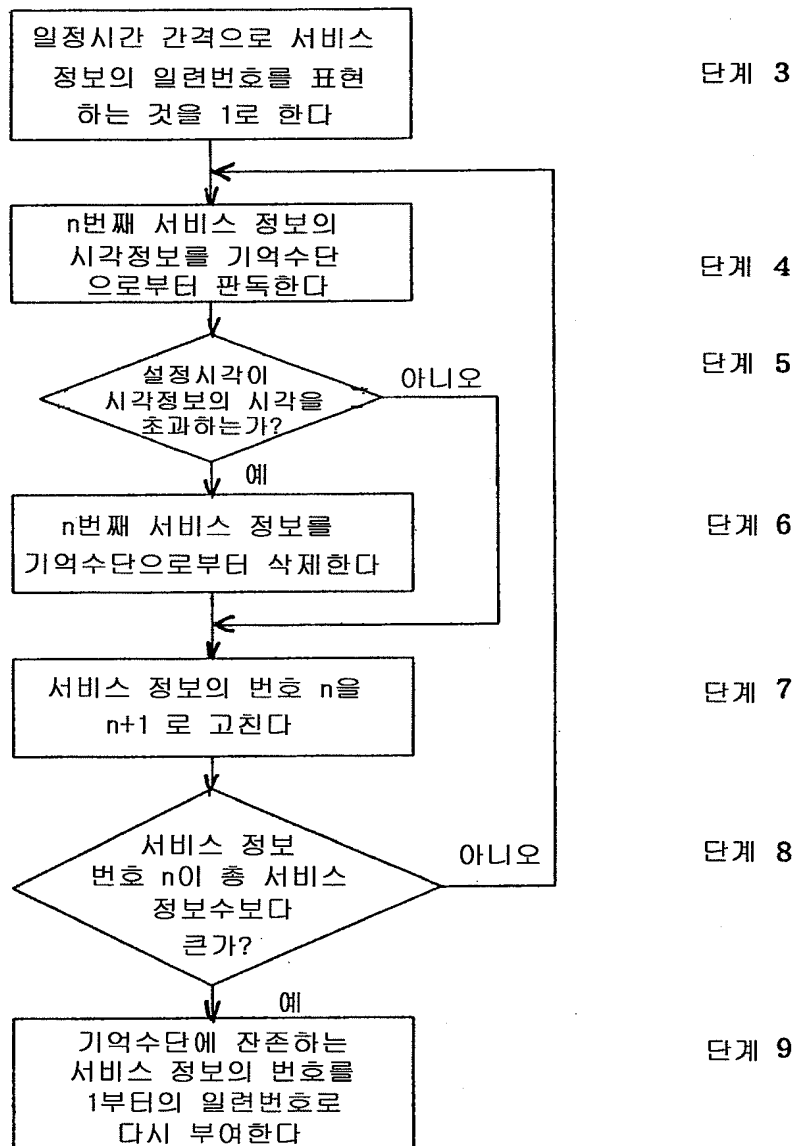 일정시간 간격으로 서비스
정보의 일련번호를 표현
하는 것을 1로 한다
단계 3
n번째 서비스 정보의
시각정보를 기억수단
으로부터 판독한다
단계 4
설정시각이
시각정보의 시각을
초과하는가?
아니오
단계 5
예
n번째 서비스 정보를
기억수단으로부터 삭제한다
단계 6
서비스 정보의 번호 n을
n+1 로 고친다
단계 7
서비스 정보
번호 n이 총 서비스
정보수보다
큰가?
아니오
단계 8
예
기억수단에 잔존하는
서비스 정보의 번호를
1부터의 일련번호로
다시 부여한다
단계 9